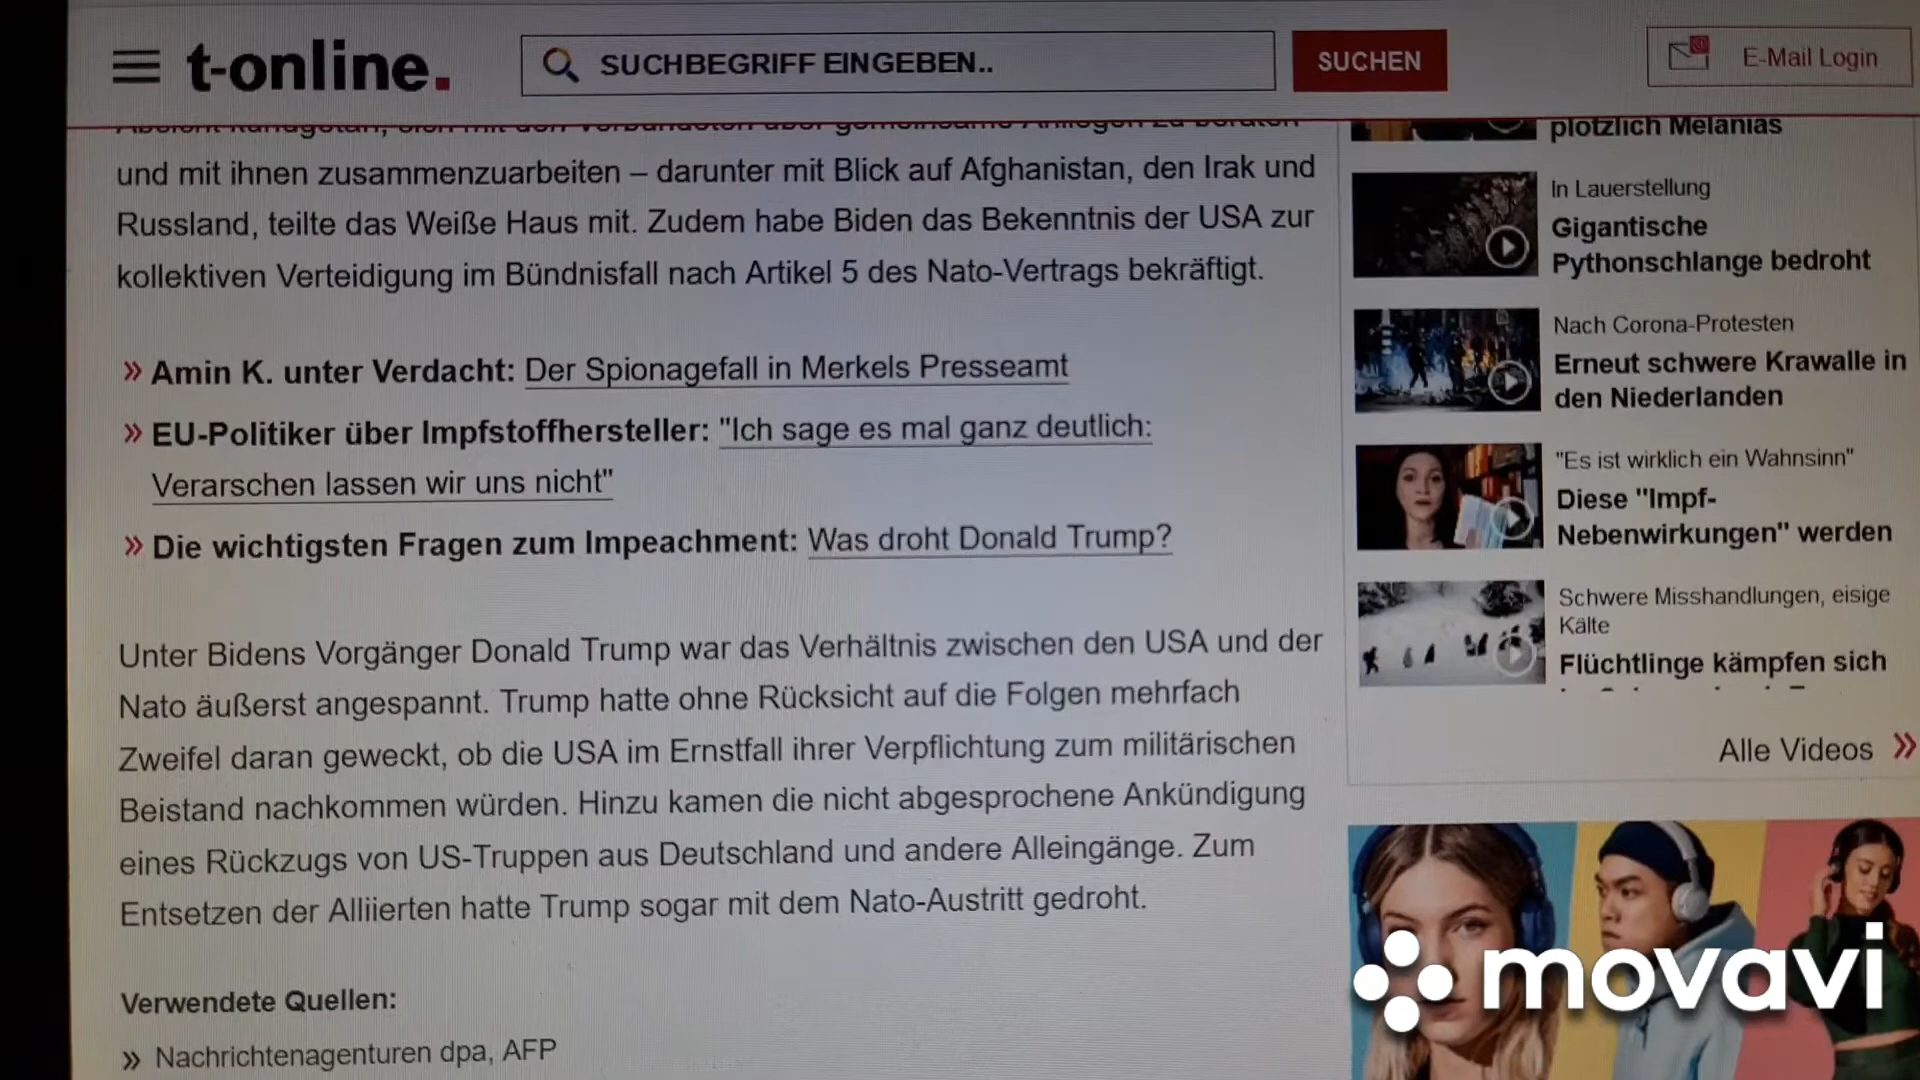 t-online.
SUCHBEGRIFF EINGEBEN..
SUCHEN
E-Mail Login
und mit ihnen zusammenzuarbeiten – darunter mit Blick auf Afghanistan, den Irak und
Russland, teilte das Weiße Haus mit. Zudem habe Biden das Bekenntnis der USA zur
kollektiven Verteidigung im Bündnisfall nach Artikel 5 des Nato-Vertrags bekräftigt.
» Amin K. unter Verdacht: Der Spionagefall in Merkels Presseamt
» EU-Politiker über Impfstoffhersteller: "Ich sage es mal ganz deutlich:
Verarschen lassen wir uns nicht"
» Die wichtigsten Fragen zum Impeachment: Was droht Donald Trump?
Unter Bidens Vorgänger Donald Trump war das Verhältnis zwischen den USA und der
Nato äußerst angespannt. Trump hatte ohne Rücksicht auf die Folgen mehrfach
Zweifel daran geweckt, ob die USA im Ernstfall ihrer Verpflichtung zum militärischen
Beistand nachkommen würden. Hinzu kamen die nicht abgesprochene Ankündigung
eines Rückzugs von US-Truppen aus Deutschland und andere Alleingänge. Zum
Entsetzen der Alliierten hatte Trump sogar mit dem Nato-Austritt gedroht.
Verwendete Quellen:
» Nachrichtenagenturen dpa, AFP
plötzlich Melanias
In Lauerstellung
Gigantische
Pythonschlange bedroht
Nach Corona-Protesten
Erneut schwere Krawalle in
den Niederlanden
"Es ist wirklich ein Wahnsinn"
Diese "Impf-
Nebenwirkungen" werden
Schwere Misshandlungen, eisige
Kälte
Flüchtlinge kämpfen sich
Alle Videos »
movavi